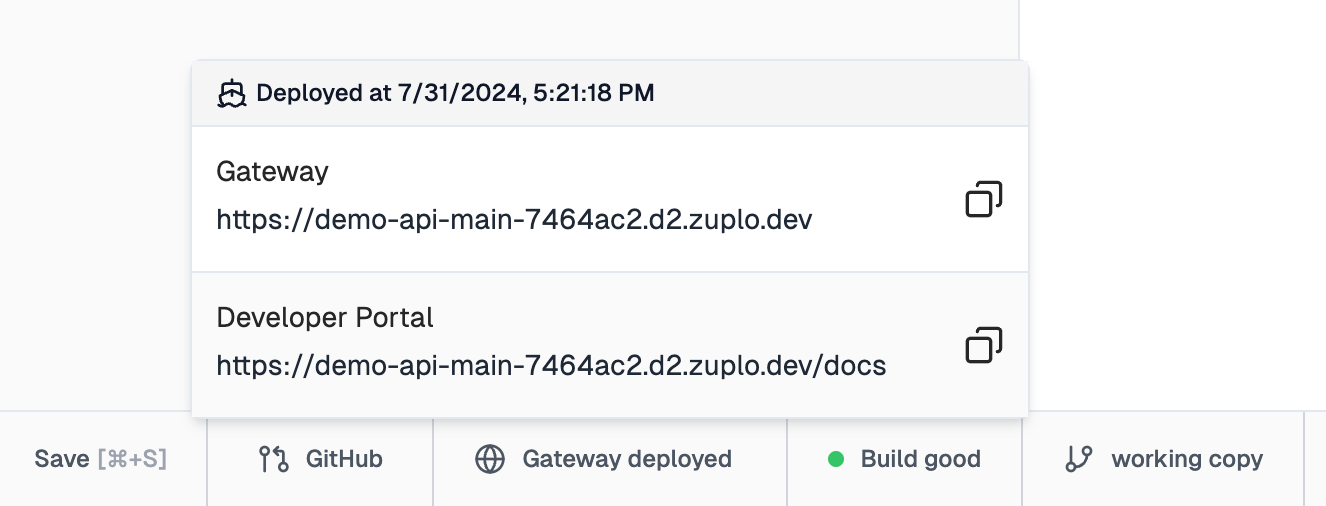 Deployed at 7/31/2024, 5:21:18 PM
Gateway
https://demo-api-main-7464ac2.d2.zuplo.dev
Developer Portal
https://demo-api-main-7464ac2.d2.zuplo.dev/docs
Save [⌘+S] GitHub Gateway deployed Build good working copy